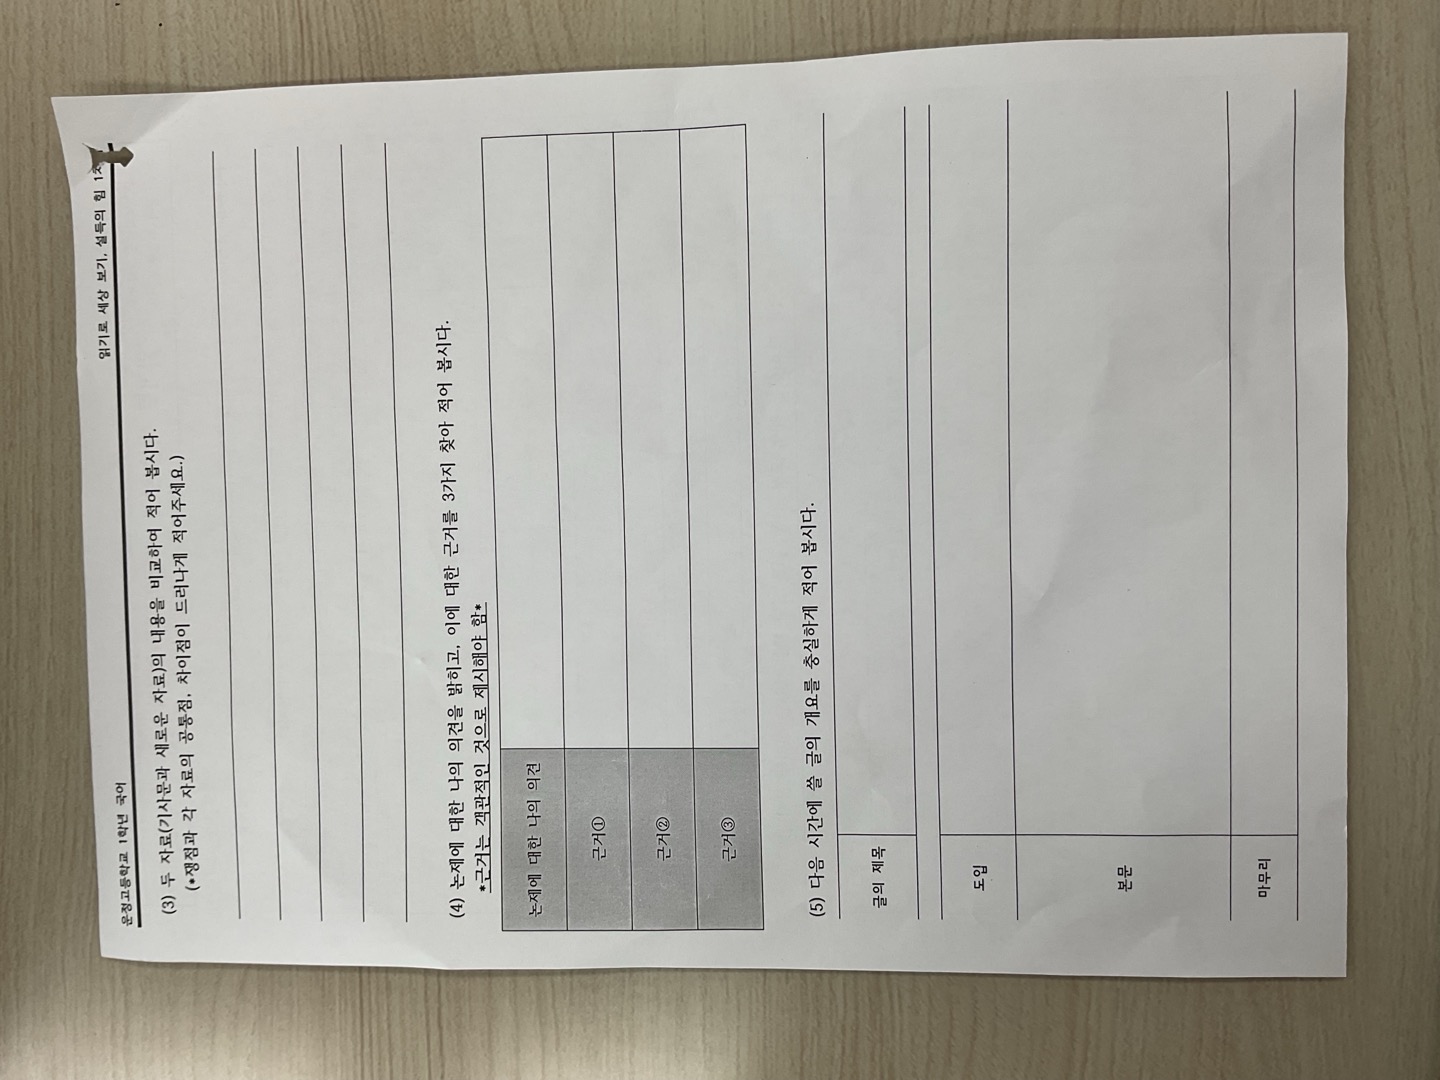 운정고등학교 1학년 국어
읽기로 세상 보기, 설득의 힘
(3) 두 자료(기사문과 새로운 자료)의 내용을 비교하여 적어 봅시다.
(*쟁점과 각 자료의 공통점, 차이점이 드러나게 적어주세요.)
(4) 논제에 대한 나의 의견을 밝히고, 이에 대한 근거를 3가지 찾아 적어 봅시다.
*근거는 객관적인 것으로 제시해야 함*
논제에 대한 나의 의견
근거①
근거②
근거③
(5) 다음 시간에 쓸 글의 개요를 충실하게 적어 봅시다.
글의 제목
도입
본문
마무리